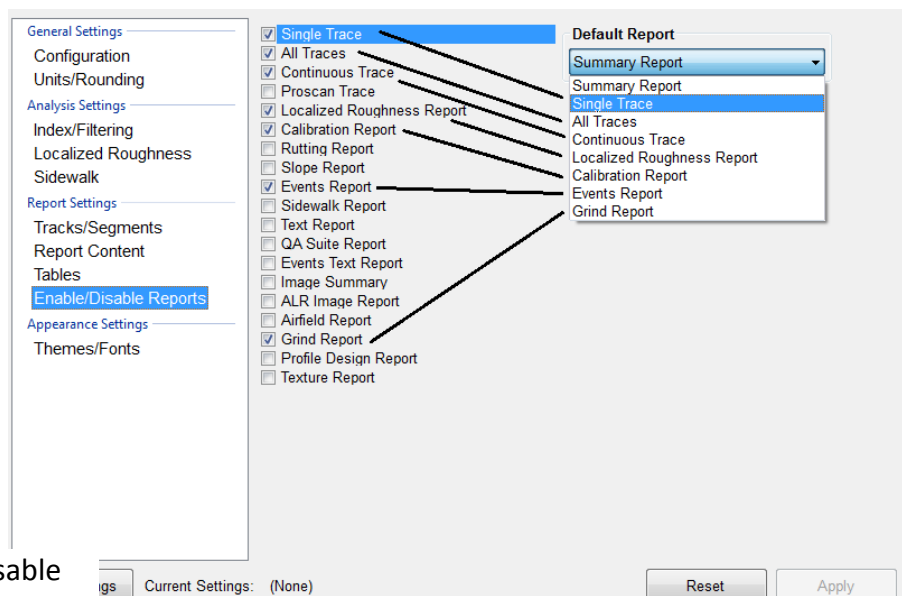 General Settings
Configuration
Units/Rounding
Analysis Settings
Index/Filtering
Localized Roughness
Sidewalk
Report Settings
Tracks/Segments
Report Content
Tables
Enable/Disable Reports
Appearance Settings
Themes/Fonts
Single Trace
All Traces
Continuous Trace
Proscan Trace
Localized Roughness Report
Calibration Report
Rutting Report
Slope Report
Events Report
Sidewalk Report
Text Report
QA Suite Report
Events Text Report
Image Summary
ALR Image Report
Airfield Report
Grind Report
Profile Design Report
Texture Report
Default Report
Summary Report
Summary Report
Single Trace
All Traces
Continuous Trace
Localized Roughness Report
Calibration Report
Events Report
Grind Report
sable
gs Current Settings: (None)
Reset
Apply